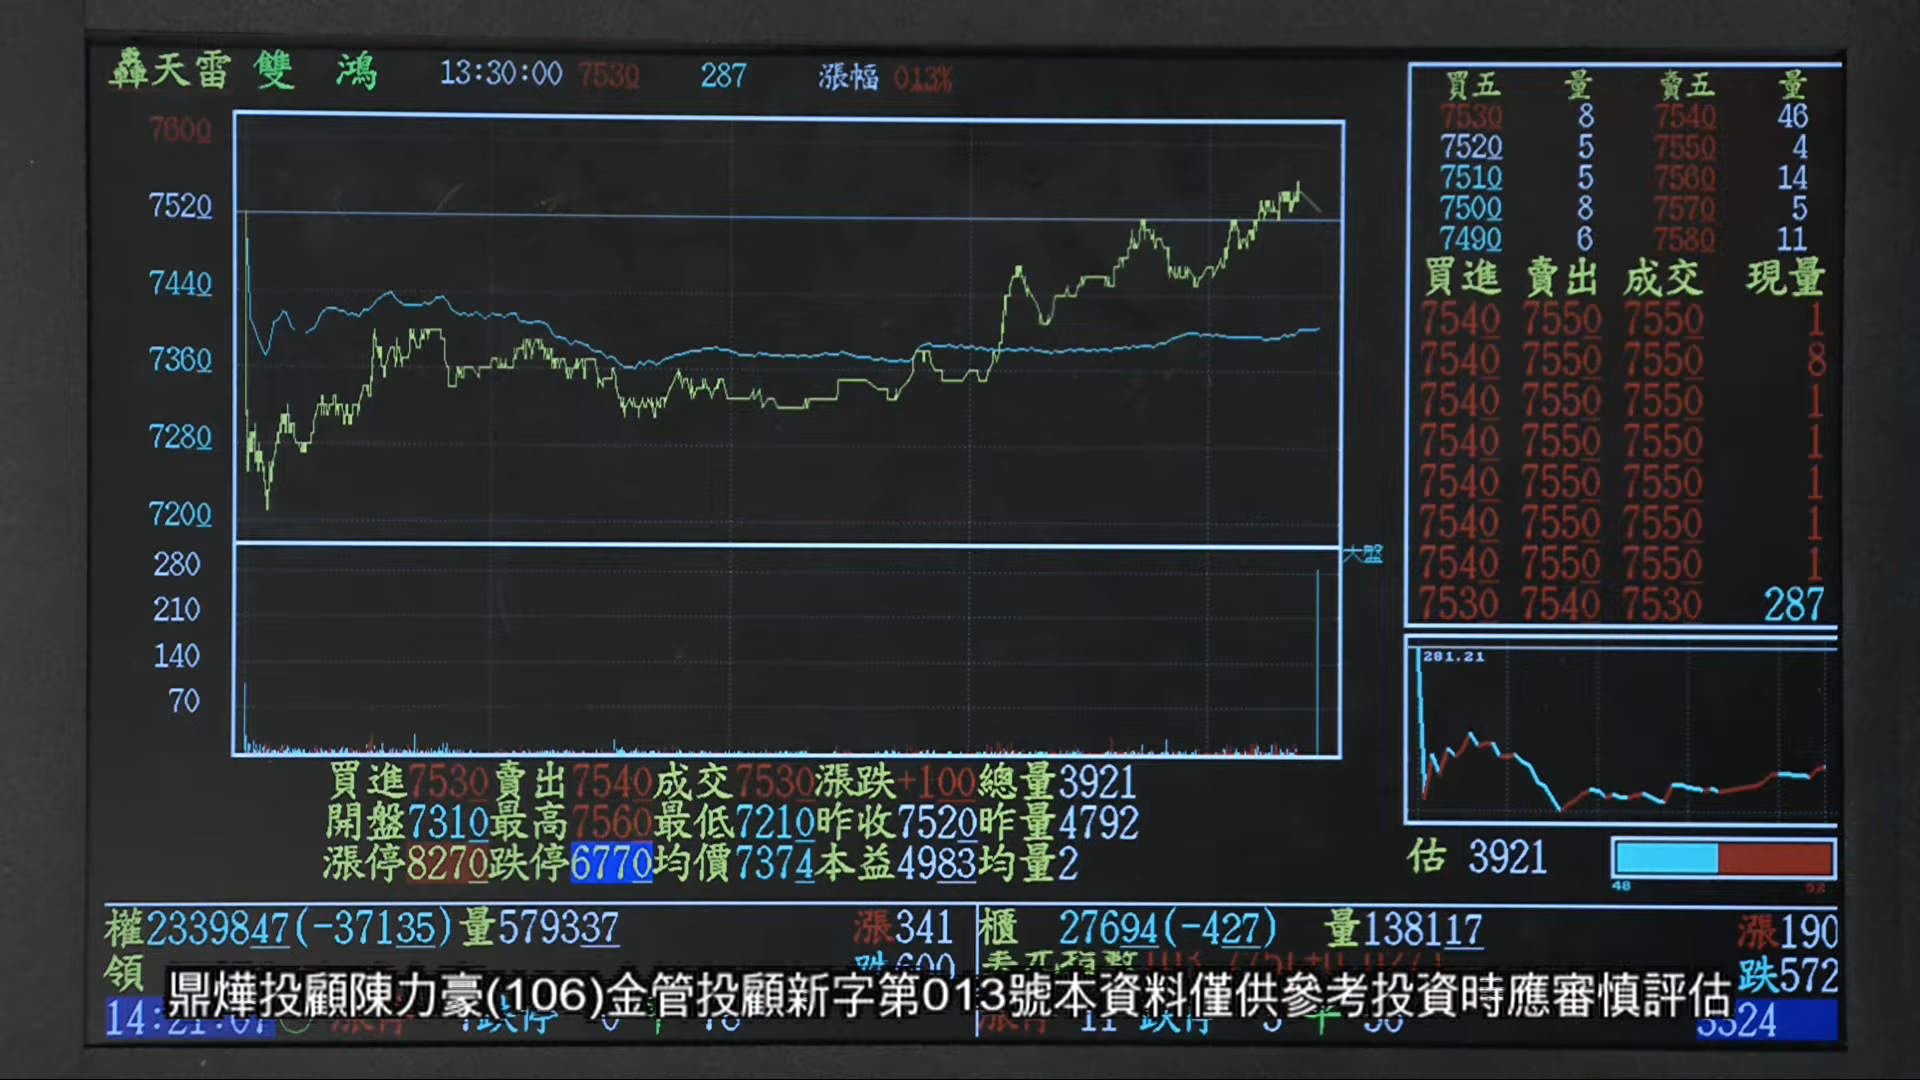 轟天雷 雙 鴻 13:30:00 7530 287 漲幅 013%
7600
7520
7440
7360
7280
7200
280
210
140
70
大盤
買五 量 賣五 量
7530 8 7540 46
7520 5 7550 4
7510 5 7560 14
7500 8 7570 5
7490 6 7580 11
買進 賣出 成交 現量
7540 7550 7550 1
7540 7550 7550 8
7540 7550 7550 1
7540 7550 7550 1
7540 7550 7550 1
7540 7550 7550 1
7540 7550 7550 1
7530 7540 7530 287
281.21
估 3921
48 52
買進7530賣出7540成交7530漲跌+100總量3921
開盤7310最高7560最低7210昨收7520昨量4792
漲停8270跌停6770均價7374本益4983均量2
權2339847(-37135)量579337 漲341
櫃 27694(-427) 量138117 漲190
領 跌600
跌572
鼎燁投顧陳力豪(106)金管投顧新字第013號本資料僅供參考投資時應審慎評估
14:21:07
3324